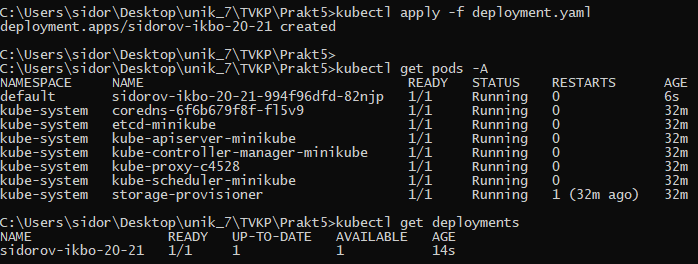 C:\Users\sidor\Desktop\unik_7\TVKP\Prakt5>kubectl apply -f deployment.yaml
deployment.apps/sidorov-ikbo-20-21 created
C:\Users\sidor\Desktop\unik_7\TVKP\Prakt5>
C:\Users\sidor\Desktop\unik_7\TVKP\Prakt5>kubectl get pods -A
NAMESPACE NAME READY STATUS RESTARTS AGE
default sidorov-ikbo-20-21-994f96dfd-82njp 1/1 Running 0 6s
kube-system coredns-6f6b679f8f-fl5v9 1/1 Running 0 32m
kube-system etcd-minikube 1/1 Running 0 32m
kube-system kube-apiserver-minikube 1/1 Running 0 32m
kube-system kube-controller-manager-minikube 1/1 Running 0 32m
kube-system kube-proxy-c4528 1/1 Running 0 32m
kube-system kube-scheduler-minikube 1/1 Running 0 32m
kube-system storage-provisioner 1/1 Running 1 (32m ago) 32m
C:\Users\sidor\Desktop\unik_7\TVKP\Prakt5>kubectl get deployments
NAME READY UP-TO-DATE AVAILABLE AGE
sidorov-ikbo-20-21 1/1 1 1 14s